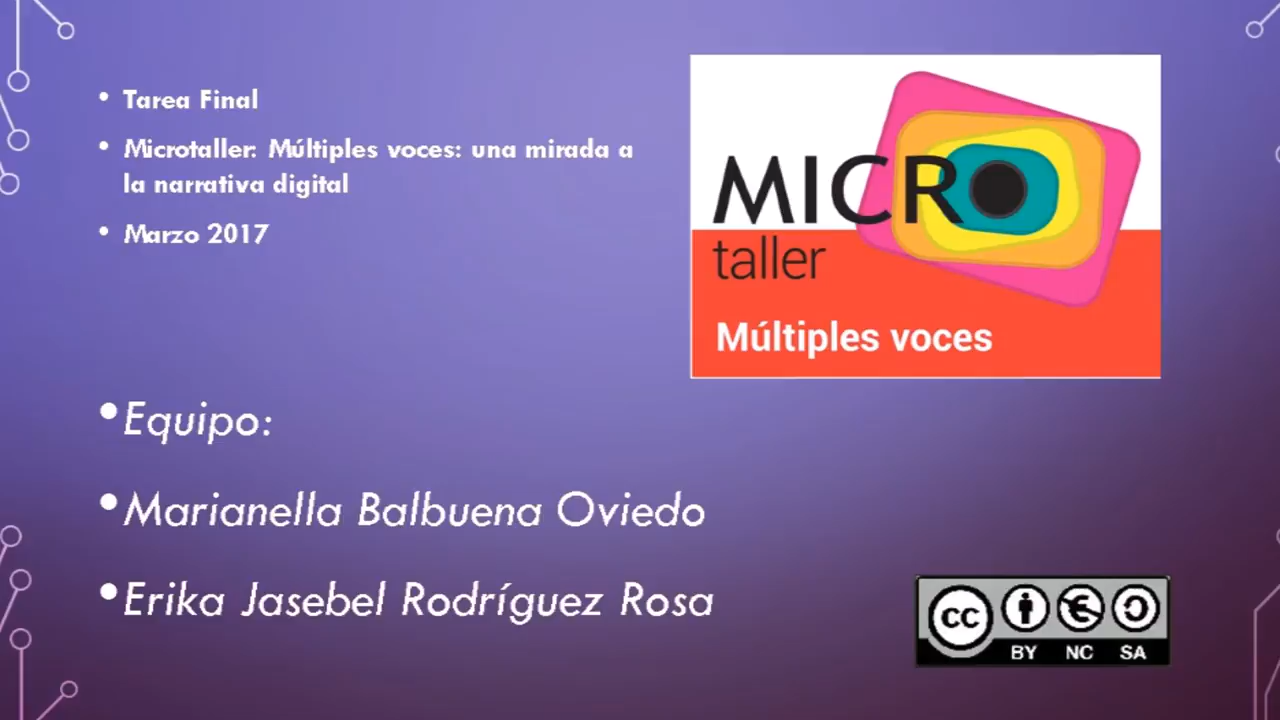 • Tarea Final
• Microtaller: Múltiples voces: una mirada a
la narrativa digital
• Marzo 2017
MICRO
taller
Múltiples voces
• Equipo:
• Marianella Balbuena Oviedo
• Erika Jasebel Rodríguez Rosa
CC
BY NC SA